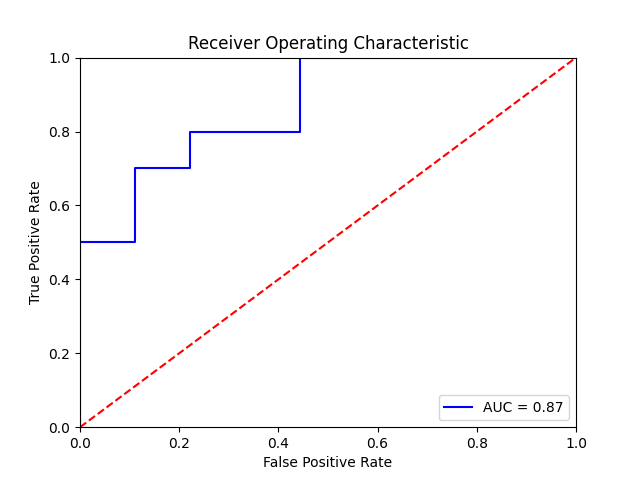 Receiver Operating Characteristic
1.0
0.8
0.6
0.4
0.2
0.0
True Positive Rate
AUC = 0.87
0.0 0.2 0.4 0.6 0.8 1.0
False Positive Rate